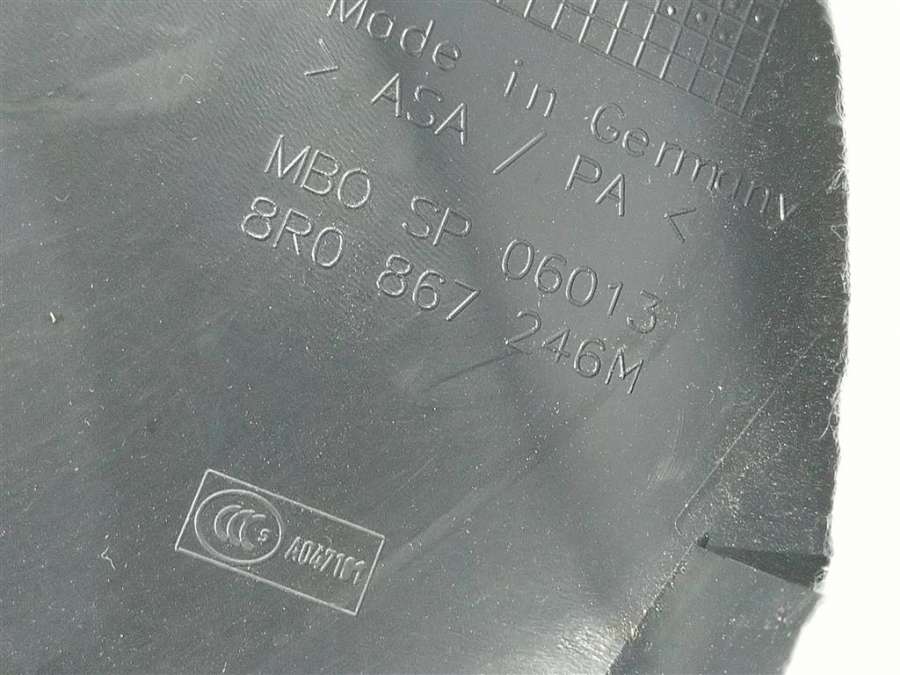 Made in Germany
/ ASA / PA <
MBO SP 06013
8R0 867 246M
CCC S A047101